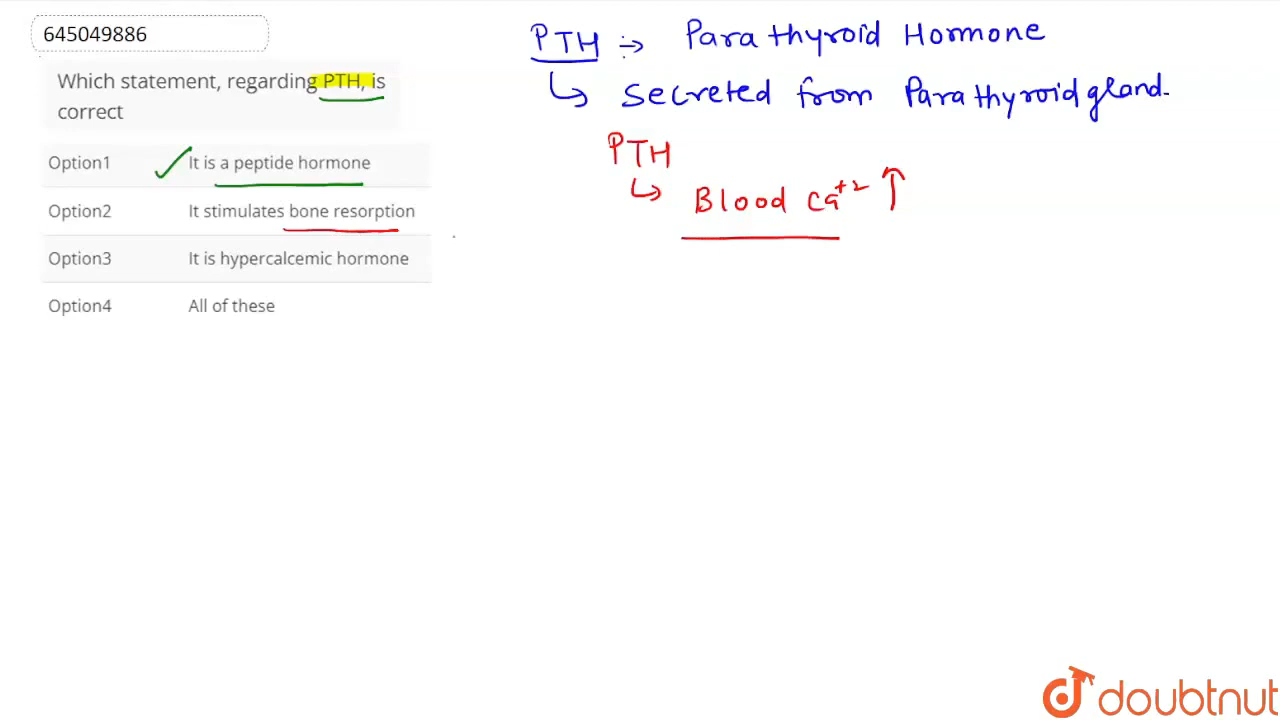 645049886
Which statement, regarding PTH, is
correct
Option1 It is a peptide hormone
Option2 It stimulates bone resorption
Option3 It is hypercalcemic hormone
Option4 All of these
PTH ⇒ Parathyroid Hormone
↳ Secreted from Parathyroid gland.
PTH
↳ Blood Ca+2 ↑
doubtnut